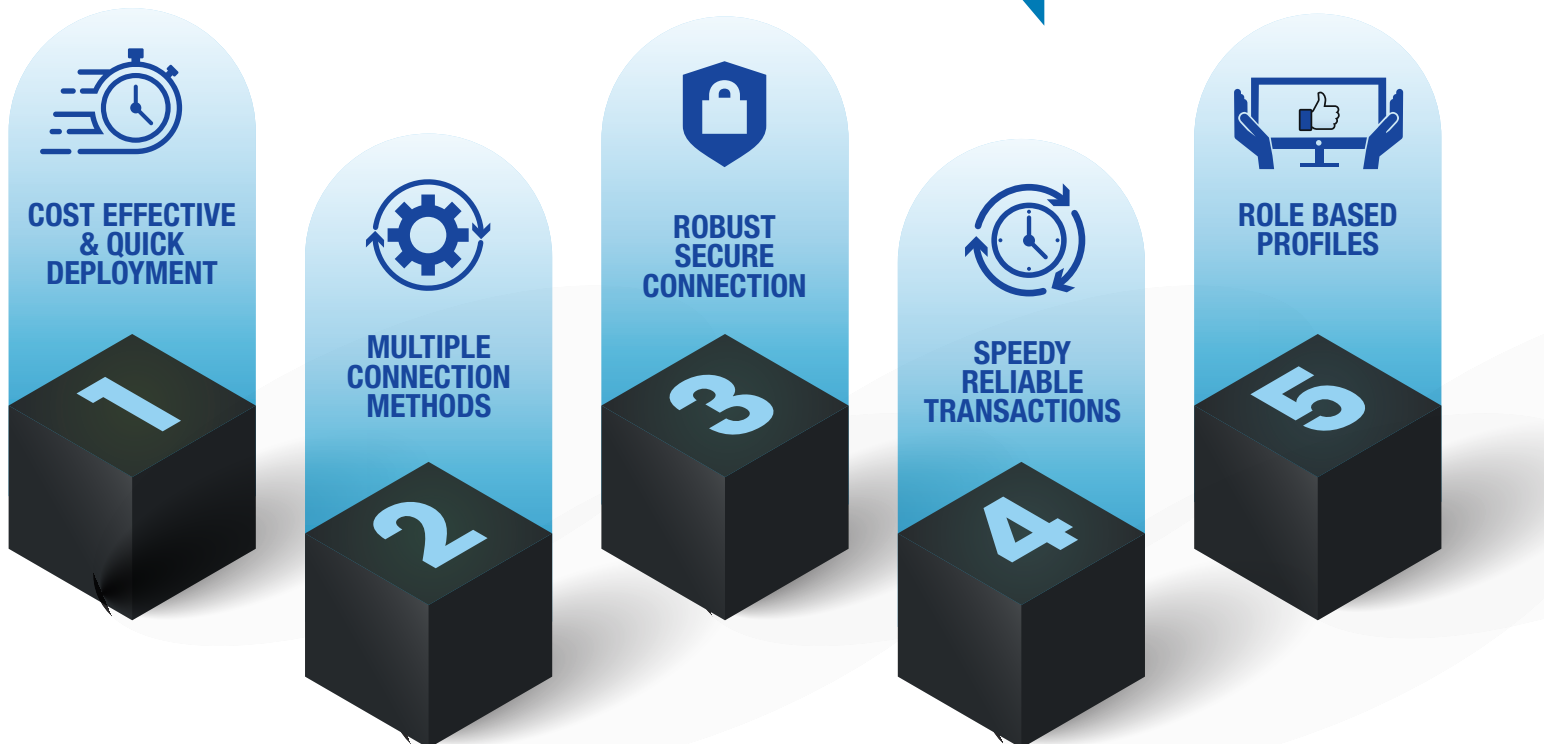 COST EFFECTIVE
& QUICK
DEPLOYMENT
1
MULTIPLE
CONNECTION
METHODS
2
ROBUST
SECURE
CONNECTION
3
SPEEDY
RELIABLE
TRANSACTIONS
4
ROLE BASED
PROFILES
5